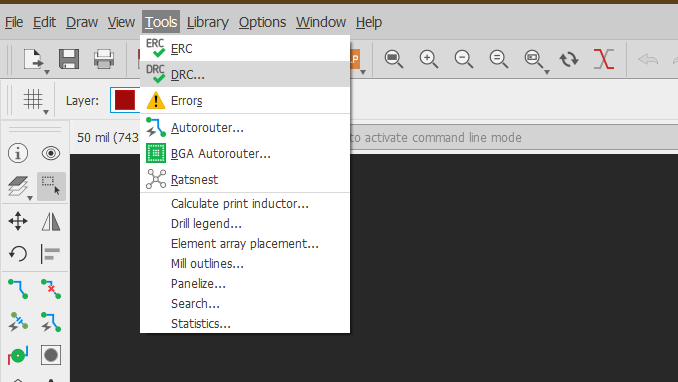 File Edit Draw View Tools Library Options Window Help
ERC ERC
DRC DRC...
Errors
LP
Layer:
Autorouter...
50 mil (743 to activate command line mode
BGA Autorouter...
Ratsnest
Calculate print inductor...
Drill legend...
Element array placement...
Mill outlines...
Panelize...
Search...
Statistics...